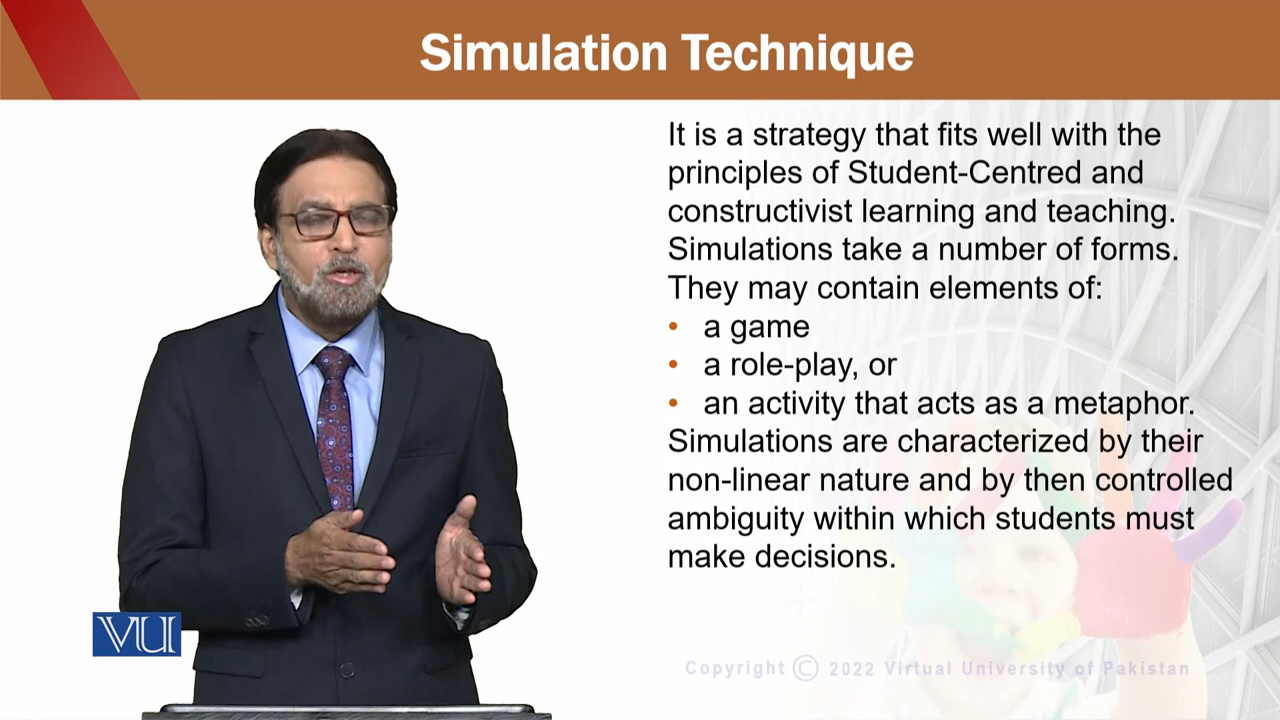 Simulation Technique
It is a strategy that fits well with the
principles of Student-Centred and
constructivist learning and teaching.
Simulations take a number of forms.
They may contain elements of:
• a game
• a role-play, or
• an activity that acts as a metaphor.
Simulations are characterized by their
non-linear nature and by then controlled
ambiguity within which students must
make decisions.
VU
Copyright © 2022 Virtual University of Pakistan